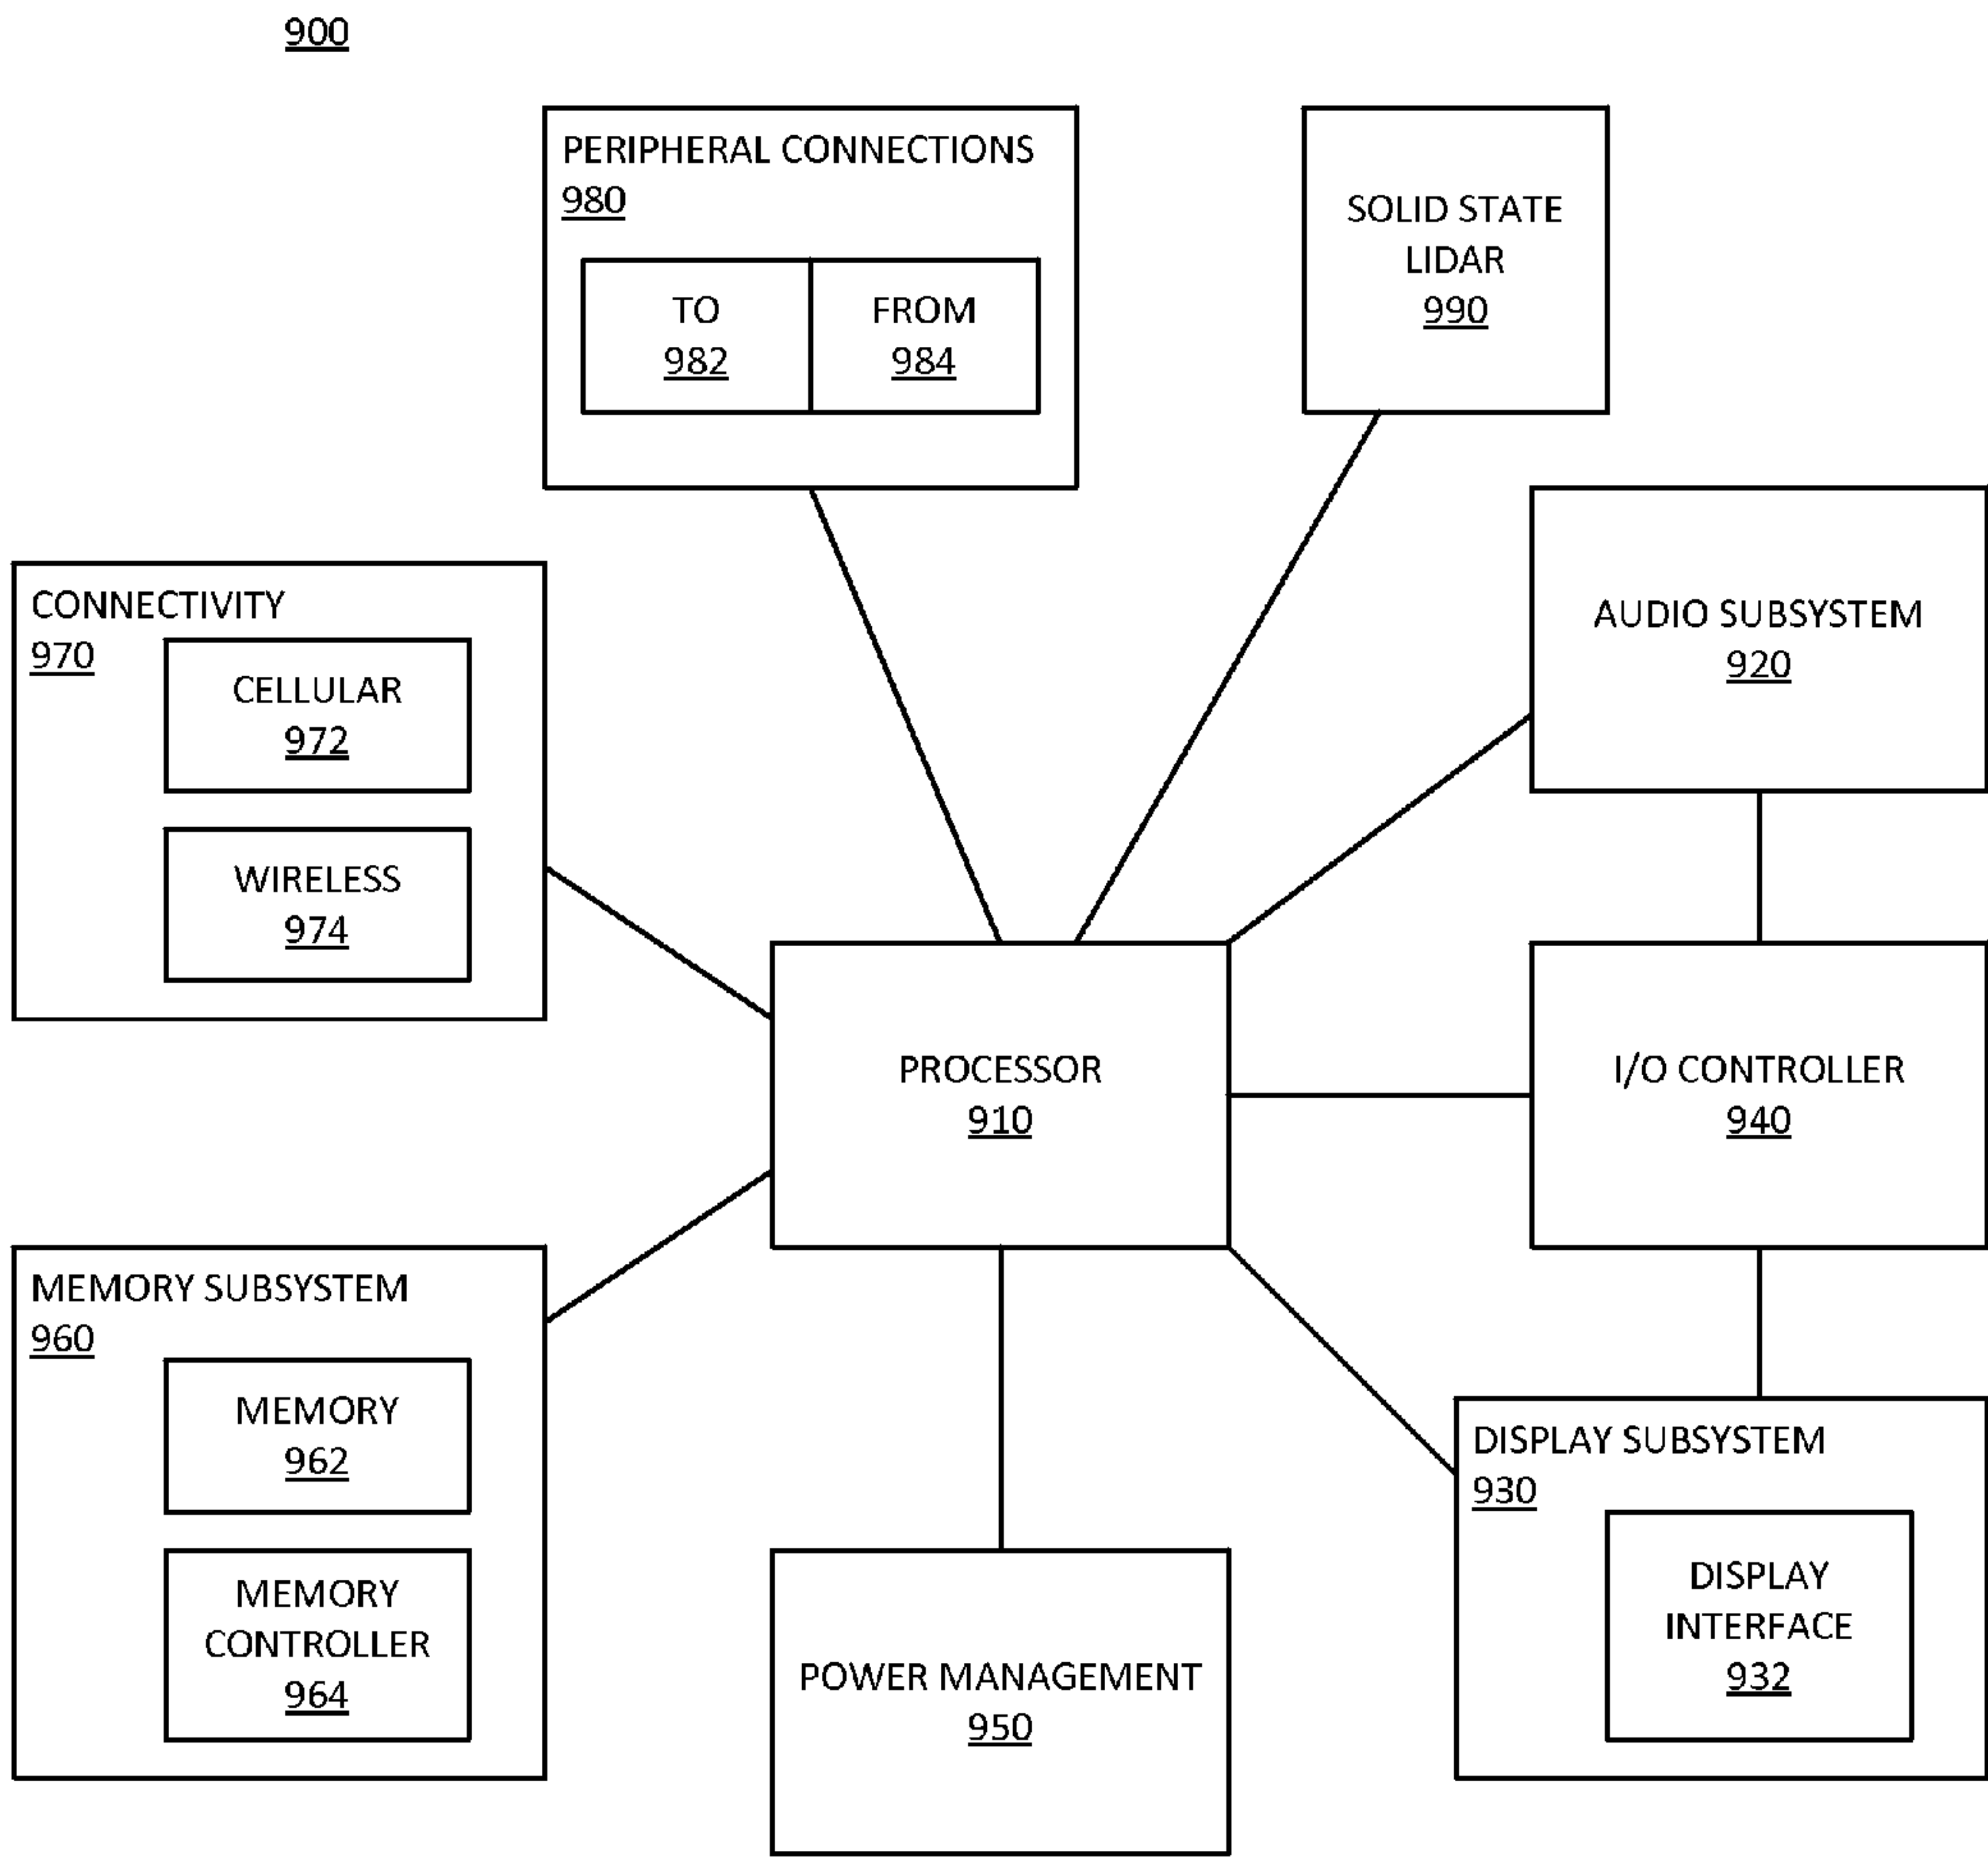 900
PERIPHERAL CONNECTIONS
980
TO
982
FROM
984
SOLID STATE
LIDAR
990
CONNECTIVITY
970
CELLULAR
972
WIRELESS
974
AUDIO SUBSYSTEM
920
PROCESSOR
910
I/O CONTROLLER
940
MEMORY SUBSYSTEM
960
MEMORY
962
MEMORY
CONTROLLER
964
POWER MANAGEMENT
950
DISPLAY SUBSYSTEM
930
DISPLAY
INTERFACE
932